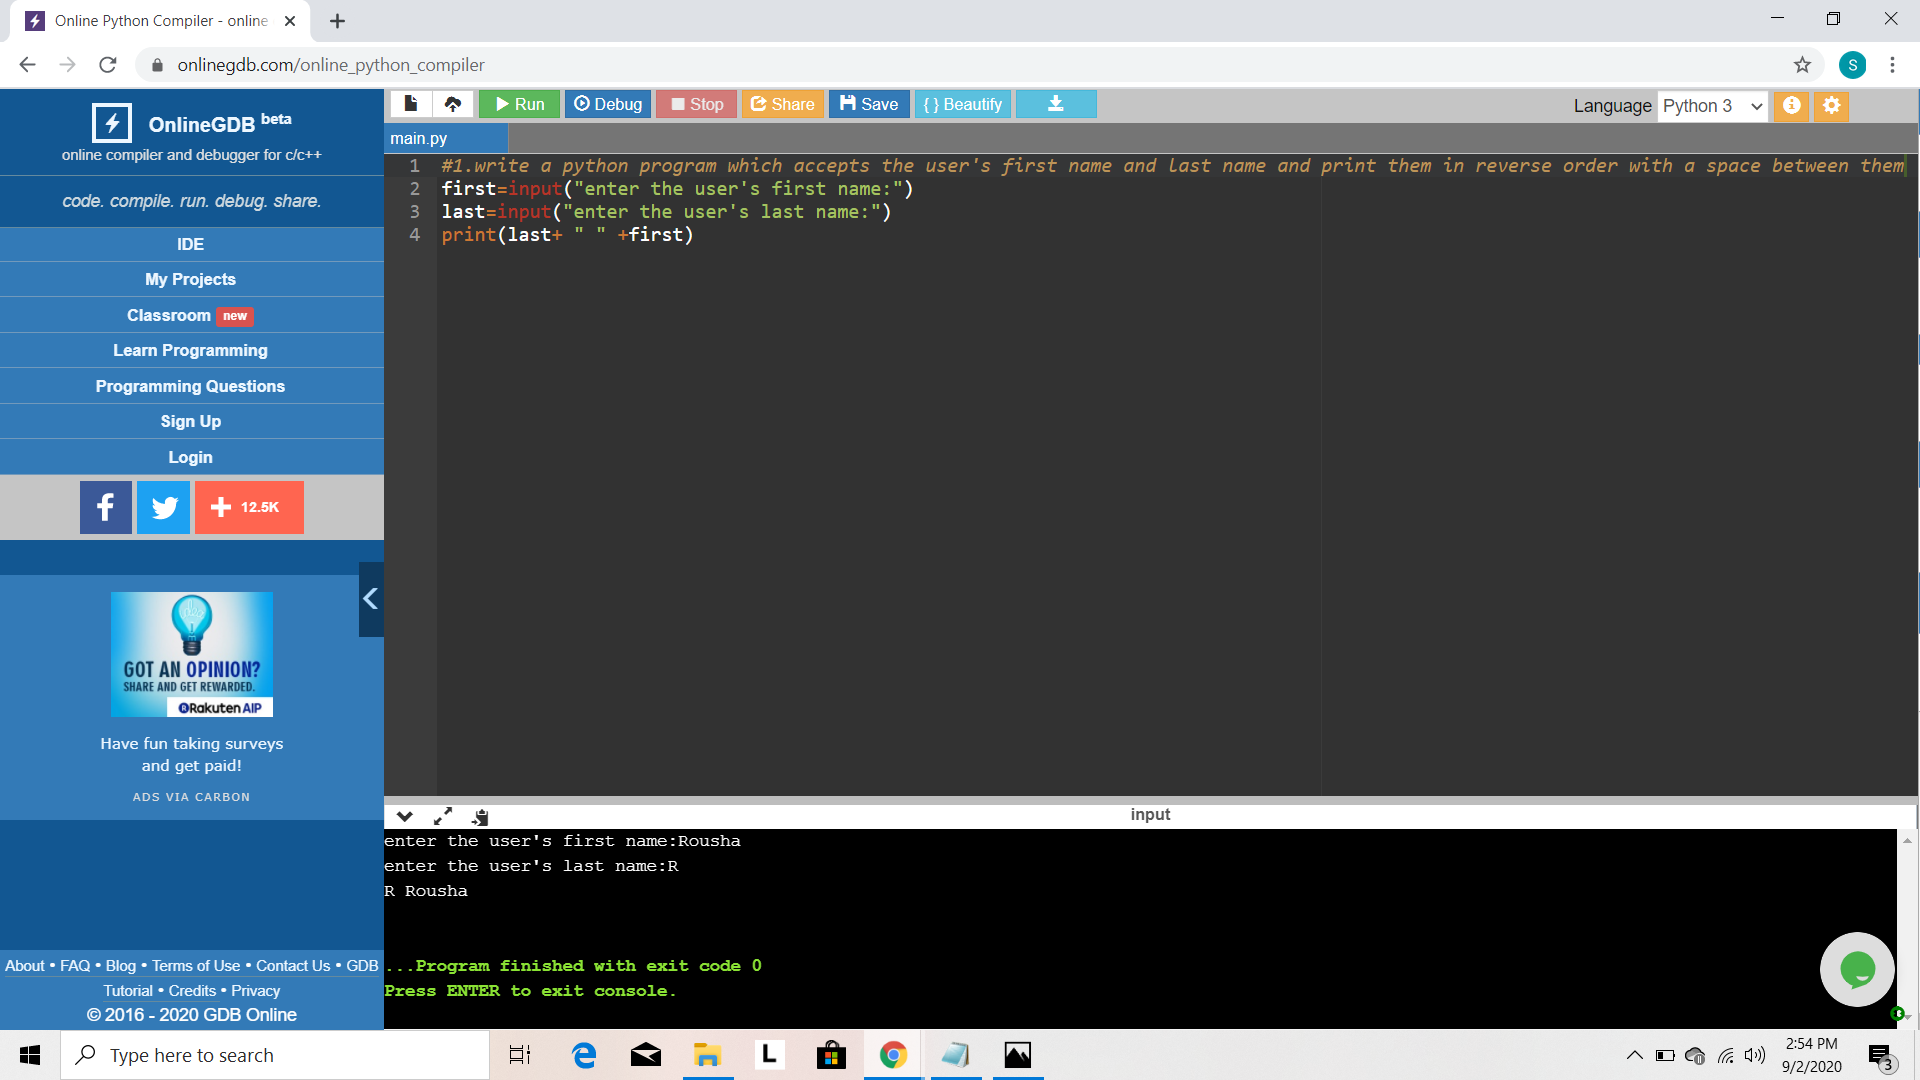 Online Python Compiler - online
onlinegdb.com/online_python_compiler
S
OnlineGDB beta
online compiler and debugger for c/c++
code. compile. run. debug. share.
IDE
My Projects
Classroom new
Learn Programming
Programming Questions
Sign Up
Login
12.5K
GOT AN OPINION?
SHARE AND GET REWARDED.
Rakuten AIP
Have fun taking surveys
and get paid!
ADS VIA CARBON
About • FAQ • Blog • Terms of Use • Contact Us • GDB
Tutorial • Credits • Privacy
© 2016 - 2020 GDB Online
Run Debug Stop Share Save { } Beautify
Language Python 3
main.py
1 #1.write a python program which accepts the user's first name and last name and print them in reverse order with a space between them
2 first=input("enter the user's first name:")
3 last=input("enter the user's last name:")
4 print(last+ " " +first)
input
enter the user's first name:Rousha
enter the user's last name:R
R Rousha
...Program finished with exit code 0
Press ENTER to exit console.
Type here to search
L
2:54 PM
9/2/2020
3